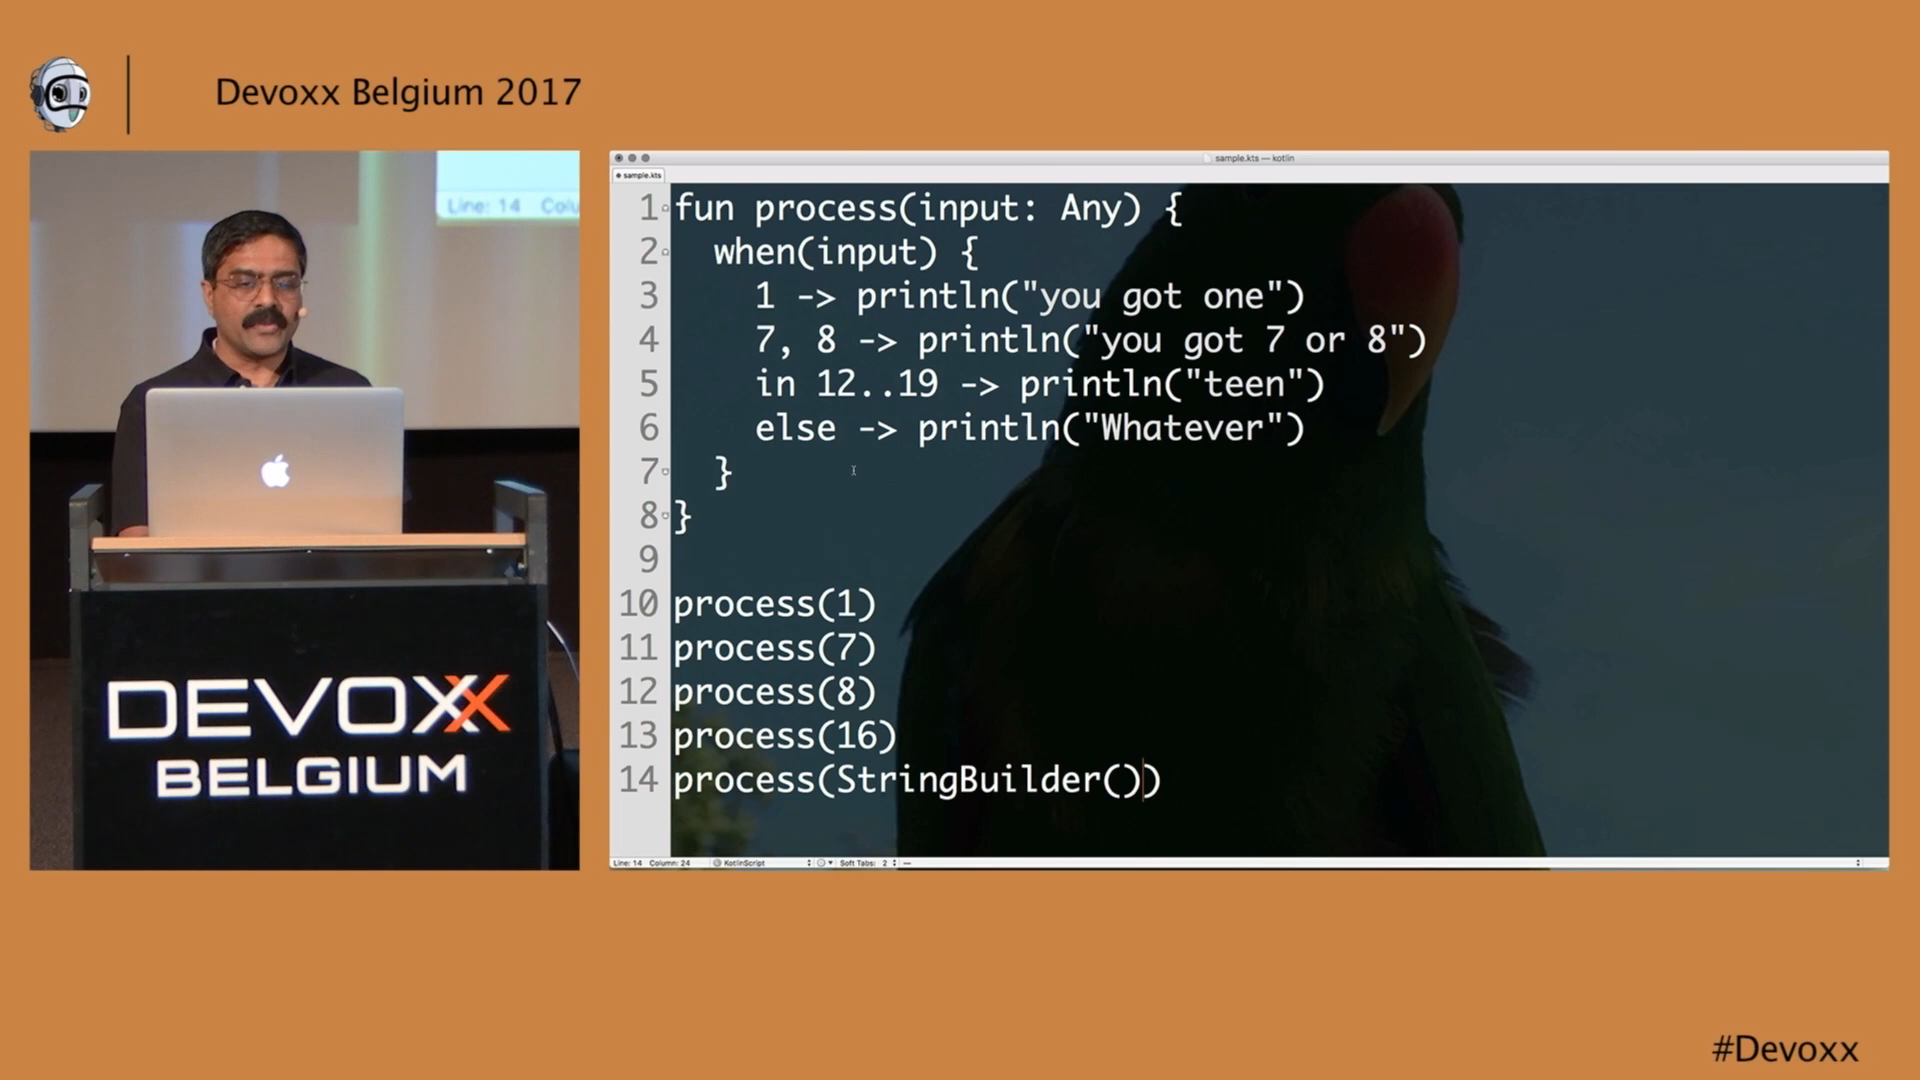 Devoxx Belgium 2017
Line: 14 Colu
DEVOXX
BELGIUM
sample.kts — kotlin
sample.kts
1 fun process(input: Any) {
2 when(input) {
3 1 -> println("you got one")
4 7, 8 -> println("you got 7 or 8")
5 in 12..19 -> println("teen")
6 else -> println("Whatever")
7 }
8 }
9
10 process(1)
11 process(7)
12 process(8)
13 process(16)
14 process(StringBuilder())
Line: 14 Column: 24 KotlinScript Soft Tabs: 2 —
#Devoxx